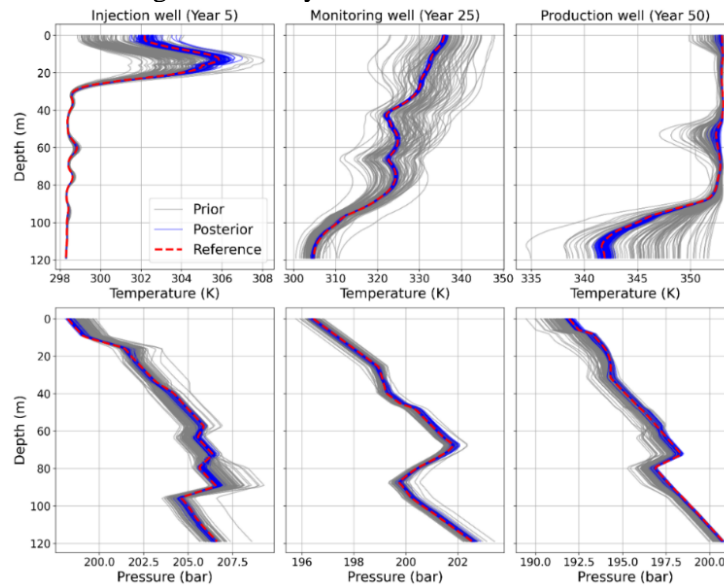 Injection well (Year 5)
Monitoring well (Year 25)
Production well (Year 50)
0
20
40
60
80
100
120
Depth (m)
Prior
Posterior
Reference
298 300 302 304 306 308
Temperature (K)
300 310 320 330 340 350
Temperature (K)
335 340 345 350
Temperature (K)
0
20
40
60
80
100
120
Depth (m)
200.0 202.5 205.0 207.5
Pressure (bar)
196 198 200 202
Pressure (bar)
190.0 192.5 195.0 197.5 200.0
Pressure (bar)